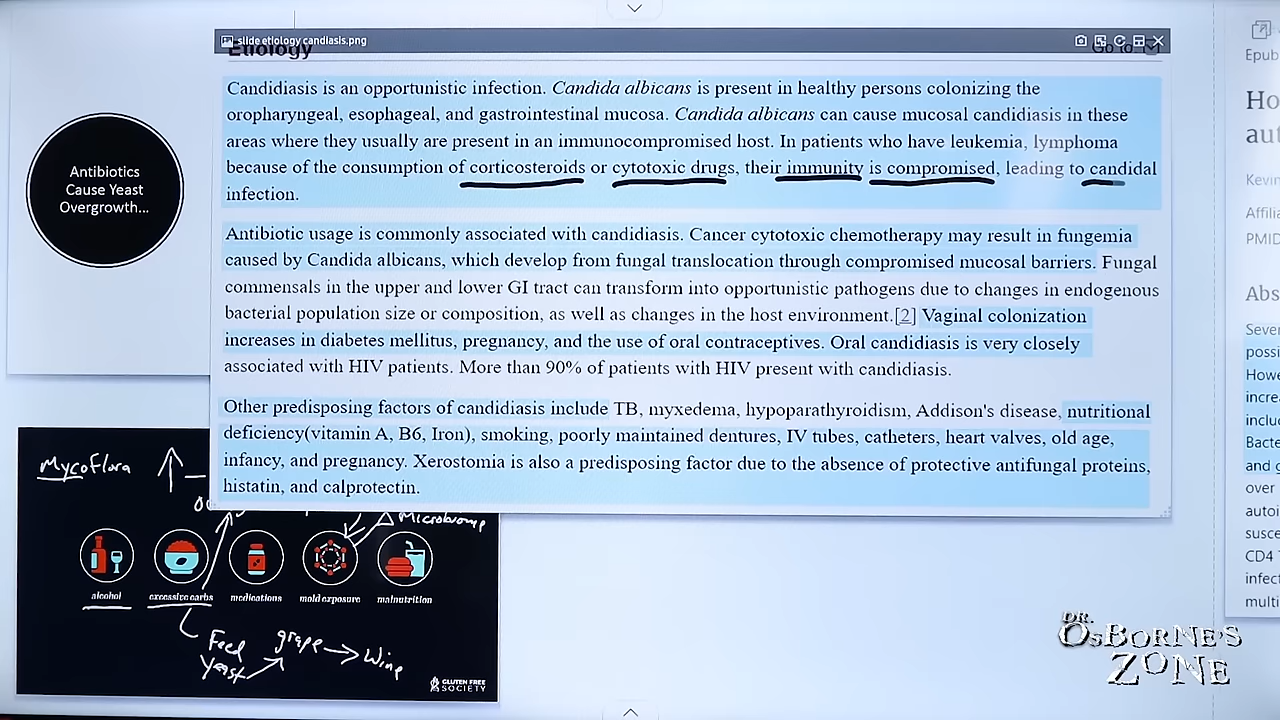 slide etiology candiasis.png
Etiology
Go to
Candidiasis is an opportunistic infection. Candida albicans is present in healthy persons colonizing the
oropharyngeal, esophageal, and gastrointestinal mucosa. Candida albicans can cause mucosal candidiasis in these
areas where they usually are present in an immunocompromised host. In patients who have leukemia, lymphoma
because of the consumption of corticosteroids or cytotoxic drugs, their immunity is compromised, leading to candidal
infection.
Antibiotic usage is commonly associated with candidiasis. Cancer cytotoxic chemotherapy may result in fungemia
caused by Candida albicans, which develop from fungal translocation through compromised mucosal barriers. Fungal
commensals in the upper and lower GI tract can transform into opportunistic pathogens due to changes in endogenous
bacterial population size or composition, as well as changes in the host environment.[2] Vaginal colonization
increases in diabetes mellitus, pregnancy, and the use of oral contraceptives. Oral candidiasis is very closely
associated with HIV patients. More than 90% of patients with HIV present with candidiasis.
Other predisposing factors of candidiasis include TB, myxedema, hypoparathyroidism, Addison's disease, nutritional
deficiency(vitamin A, B6, Iron), smoking, poorly maintained dentures, IV tubes, catheters, heart valves, old age,
infancy, and pregnancy. Xerostomia is also a predisposing factor due to the absence of protective antifungal proteins,
histatin, and calprotectin.
Antibiotics
Cause Yeast
Overgrowth...
Mycoflora
Microbiome
alcohol
excessive carbs
medications
mold exposure
malnutrition
Feed
yeast
grape
Wine
GLUTEN FREE
SOCIETY
Epub
Ho
aut
Kevin
Affilia
PMID
Abs
Sever
possi
Howe
increa
includ
Bacte
and g
over
autoi
susce
CD4
infect
multi
DR.
OSBORNE'S
ZONE